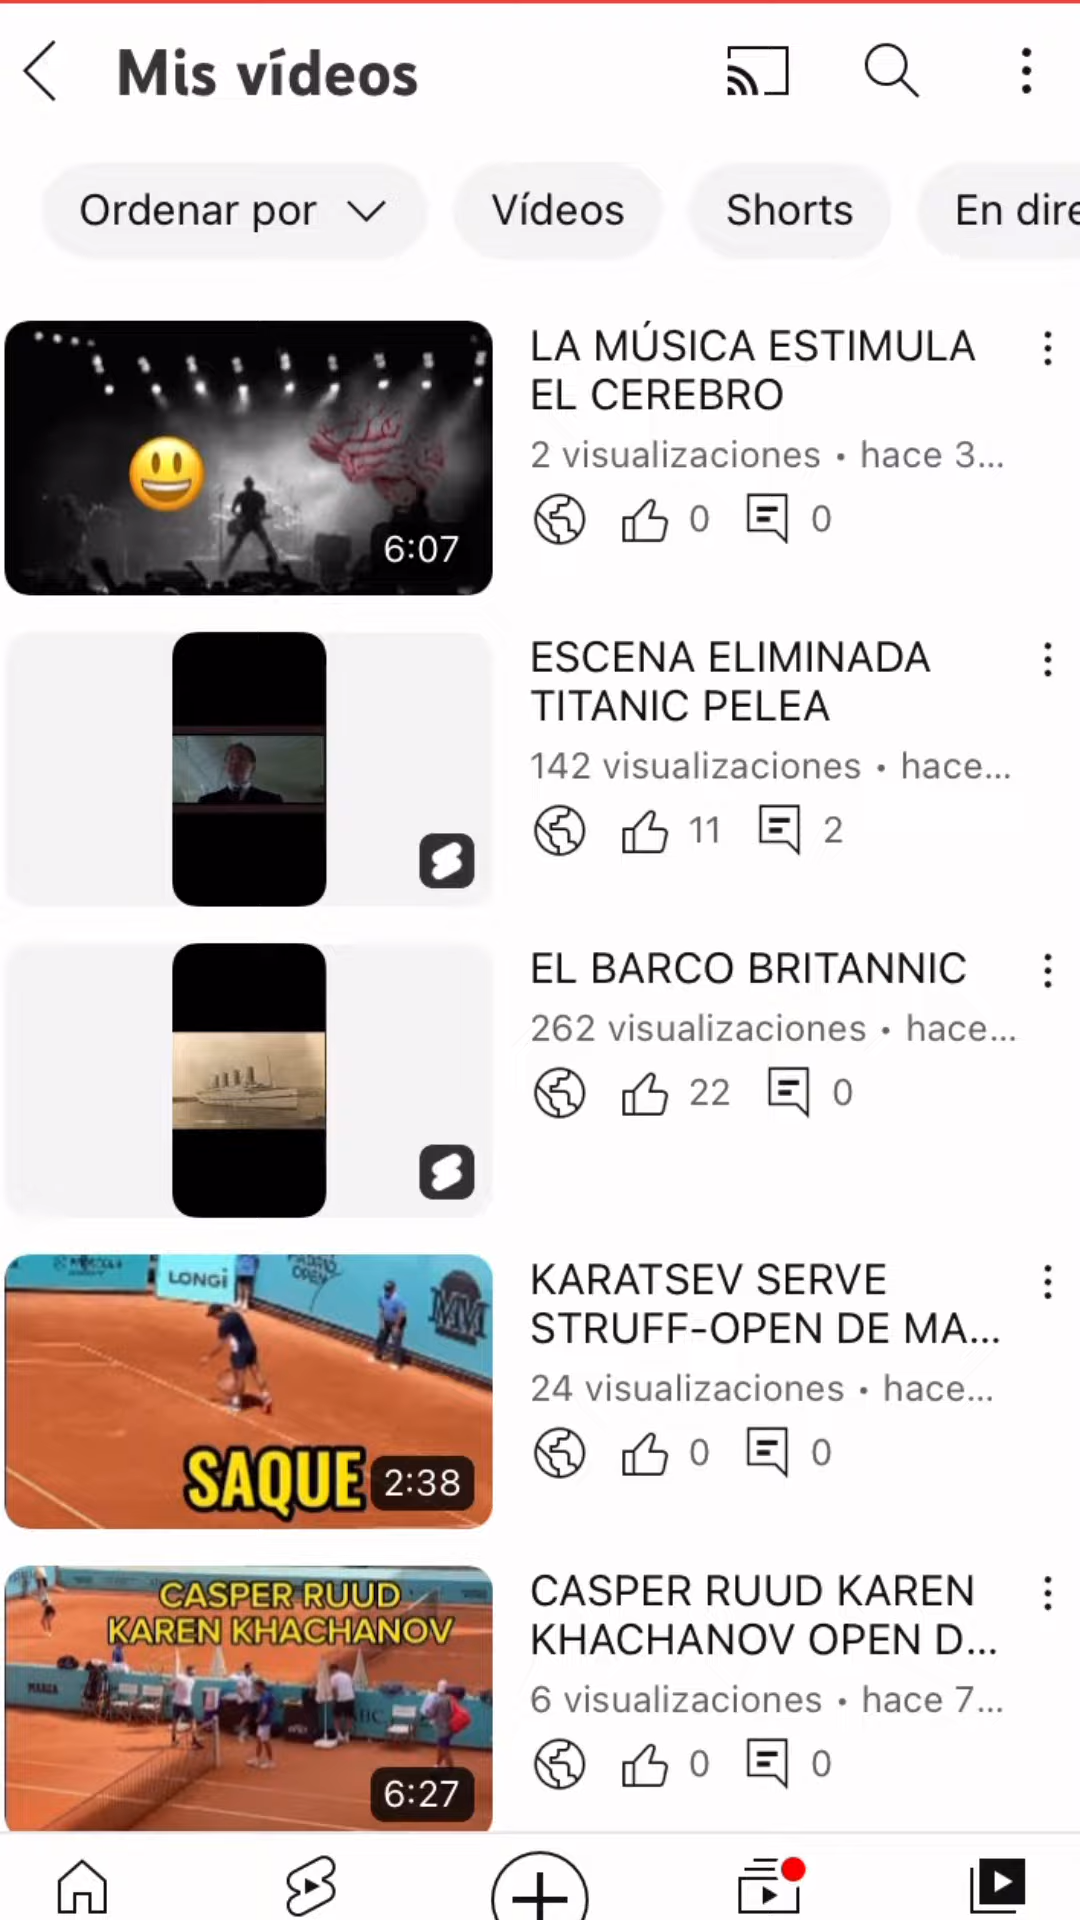 Mis vídeos
Ordenar por
Vídeos
Shorts
En dire
LA MÚSICA ESTIMULA
EL CEREBRO
2 visualizaciones • hace 3...
0
0
6:07
ESCENA ELIMINADA
TITANIC PELEA
142 visualizaciones • hace...
11
2
EL BARCO BRITANNIC
262 visualizaciones • hace...
22
0
LONGi
OPEN
KARATSEV SERVE
STRUFF-OPEN DE MA...
24 visualizaciones • hace...
0
0
SAQUE
2:38
CASPER RUUD
KAREN KHACHANOV
CASPER RUUD KAREN
KHACHANOV OPEN D...
6 visualizaciones • hace 7...
0
0
6:27